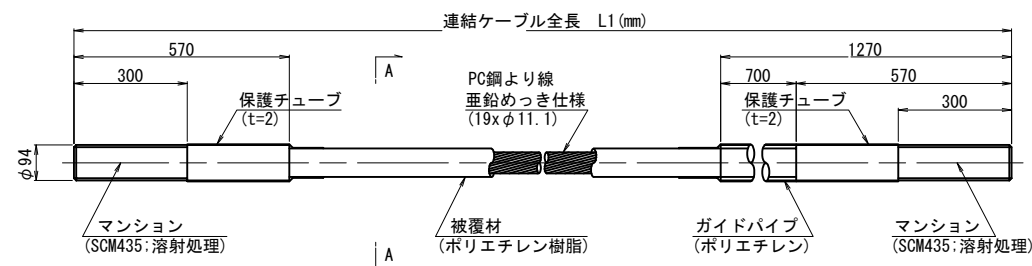 連結ケーブル全長 L1(mm)
570
1270
A
300
PC鋼より線
亜鉛めっき仕様
(19xφ11.1)
700
570
保護チューブ
(t=2)
保護チューブ
(t=2)
300
φ94
マンション
(SCM435;溶射処理)
被覆材
(ポリエチレン樹脂)
ガイドパイプ
(ポリエチレン)
マンション
(SCM435;溶射処理)
A